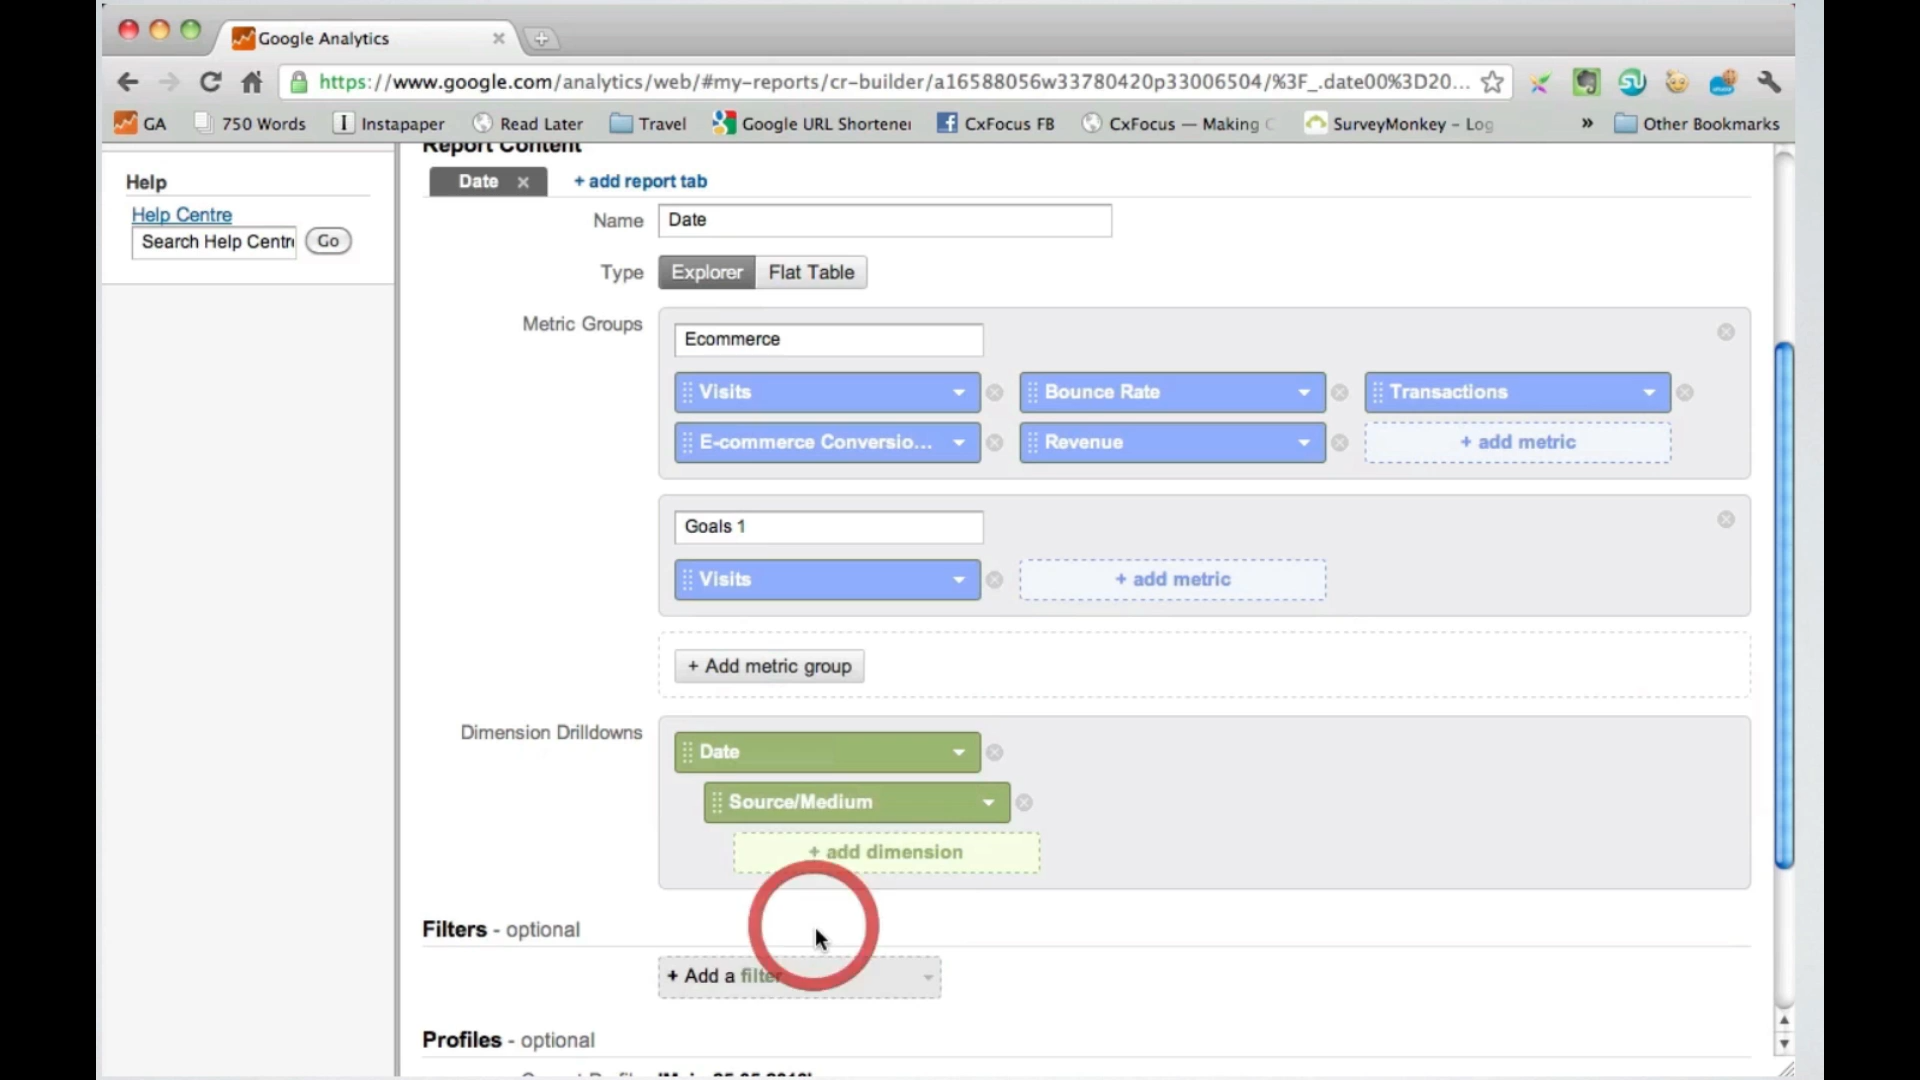 Google Analytics
https://www.google.com/analytics/web/#my-reports/cr-builder/a16588056w33780420p33006504/%3F_.date00%3D20...
GA
750 Words
Instapaper
Read Later
Travel
Google URL Shortener
CxFocus FB
CxFocus — Making C
SurveyMonkey – Log
»
Other Bookmarks
Help
Help Centre
Search Help Centr
Go
Report Content
Date
+ add report tab
Name
Date
Type
Explorer
Flat Table
Metric Groups
Ecommerce
Visits
Bounce Rate
Transactions
E-commerce Conversio...
Revenue
+ add metric
Goals 1
Visits
+ add metric
+ Add metric group
Dimension Drilldowns
Date
Source/Medium
+ add dimension
Filters - optional
+ Add a filter
Profiles - optional